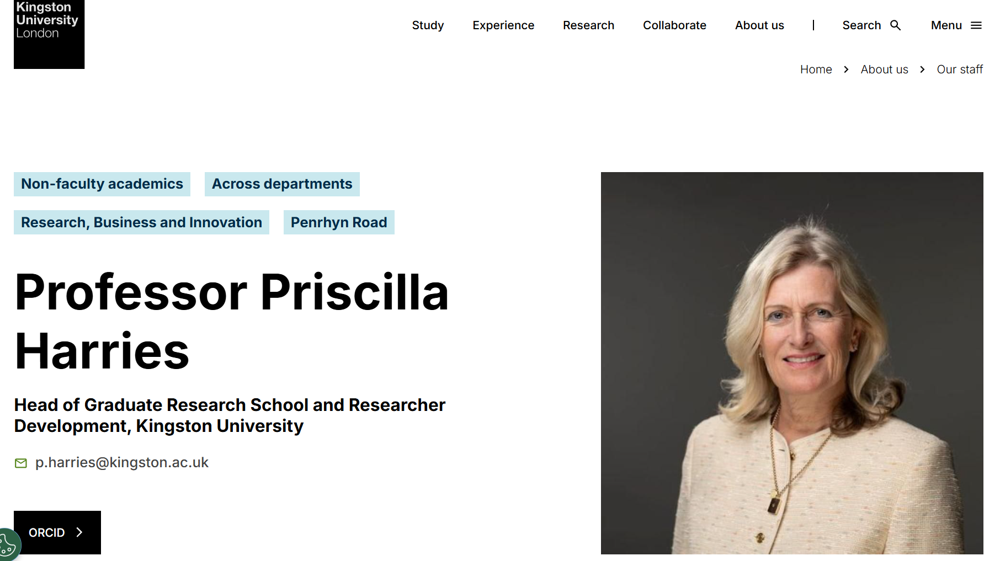 Kingston
University
London
Study Experience Research Collaborate About us | Search Menu
Home > About us > Our staff
Non-faculty academics Across departments
Research, Business and Innovation Penrhyn Road
Professor Priscilla
Harries
Head of Graduate Research School and Researcher
Development, Kingston University
p.harries@kingston.ac.uk
ORCID >